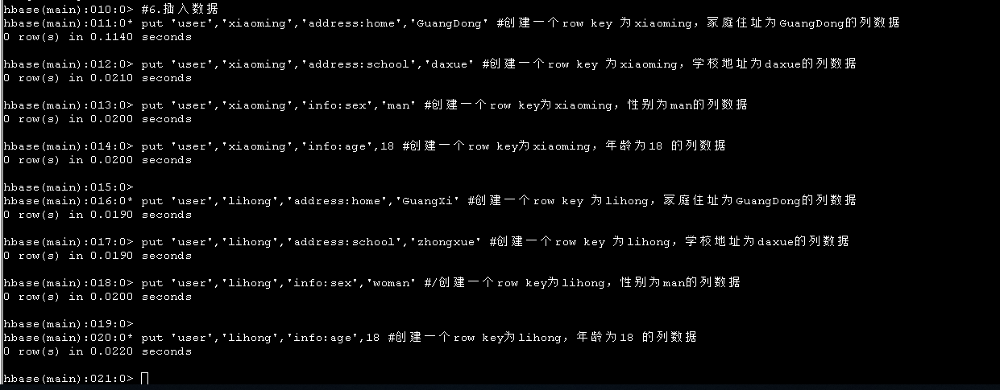 hbase(main):010:0> #6.插入数据
hbase(main):011:0* put 'user','xiaoming','address:home','GuangDong' #创建一个row key 为xiaoming，家庭住址为GuangDong的列数据
0 row(s) in 0.1140 seconds
hbase(main):012:0> put 'user','xiaoming','address:school','daxue' #创建一个row key 为xiaoming，学校地址为daxue的列数据
0 row(s) in 0.0210 seconds
hbase(main):013:0> put 'user','xiaoming','info:sex','man' #创建一个row key为xiaoming，性别为man的列数据
0 row(s) in 0.0200 seconds
hbase(main):014:0> put 'user','xiaoming','info:age',18 #创建一个row key为xiaoming，年龄为18 的列数据
0 row(s) in 0.0200 seconds
hbase(main):015:0>
hbase(main):016:0* put 'user','lihong','address:home','GuangXi' #创建一个row key 为lihong，家庭住址为GuangDong的列数据
0 row(s) in 0.0190 seconds
hbase(main):017:0> put 'user','lihong','address:school','zhongxue' #创建一个row key 为lihong，学校地址为daxue的列数据
0 row(s) in 0.0190 seconds
hbase(main):018:0> put 'user','lihong','info:sex','woman' #/创建一个row key为lihong，性别为man的列数据
0 row(s) in 0.0200 seconds
hbase(main):019:0>
hbase(main):020:0* put 'user','lihong','info:age',18 #创建一个row key为lihong，年龄为18 的列数据
0 row(s) in 0.0220 seconds
hbase(main):021:0>